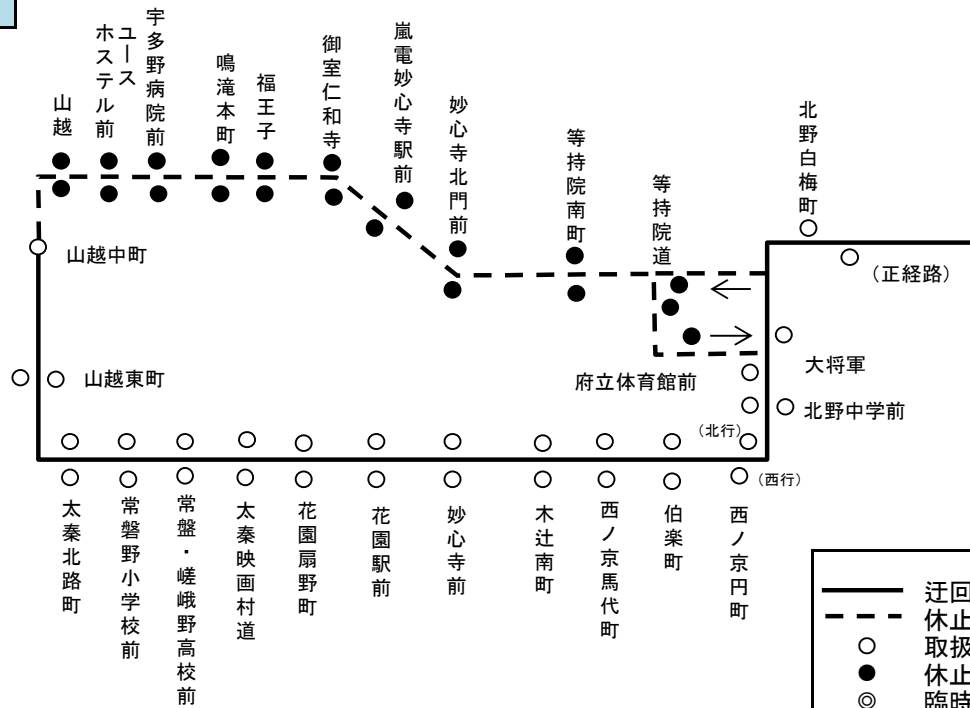 山越
ユース
ホステル前
宇多野病院前
鳴滝本町
福王子
御室仁和寺
嵐電妙心寺駅前
妙心寺北門前
等持院南町
等持院道
北野白梅町
（正経路）
山越中町
山越東町
府立体育館前
大将軍
北野中学前
（北行）
（西行）
太秦北路町
常磐野小学校前
常盤・嵯峨野高校前
太秦映画村道
花園扇野町
花園駅前
妙心寺前
木辻南町
西ノ京馬代町
伯楽町
西ノ京円町
迂回
休止
取扱
休止
臨時